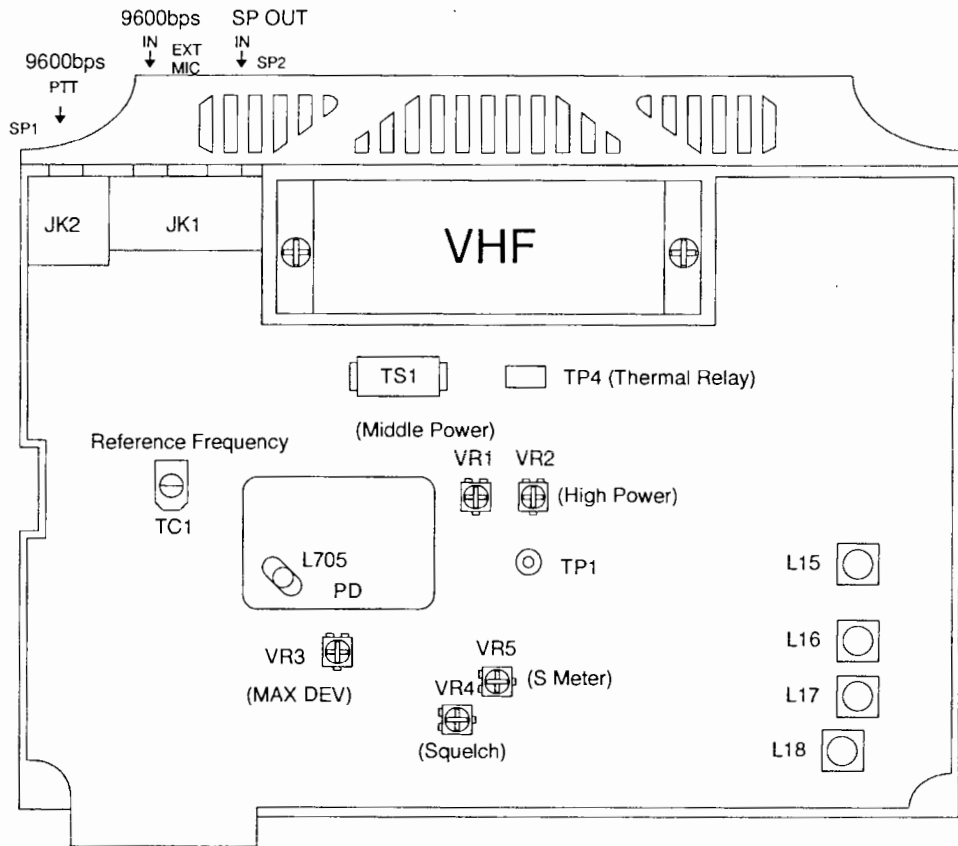 9600bps
IN
EXT
MIC
SP OUT
IN
SP2
9600bps
PTT
SP1
JK2
JK1
VHF
TS1
TP4 (Thermal Relay)
(Middle Power)
Reference Frequency
VR1
VR2
(High Power)
TC1
L705
PD
TP1
L15
VR3
(MAX DEV)
VR5
(S Meter)
VR4
(Squelch)
L16
L17
L18